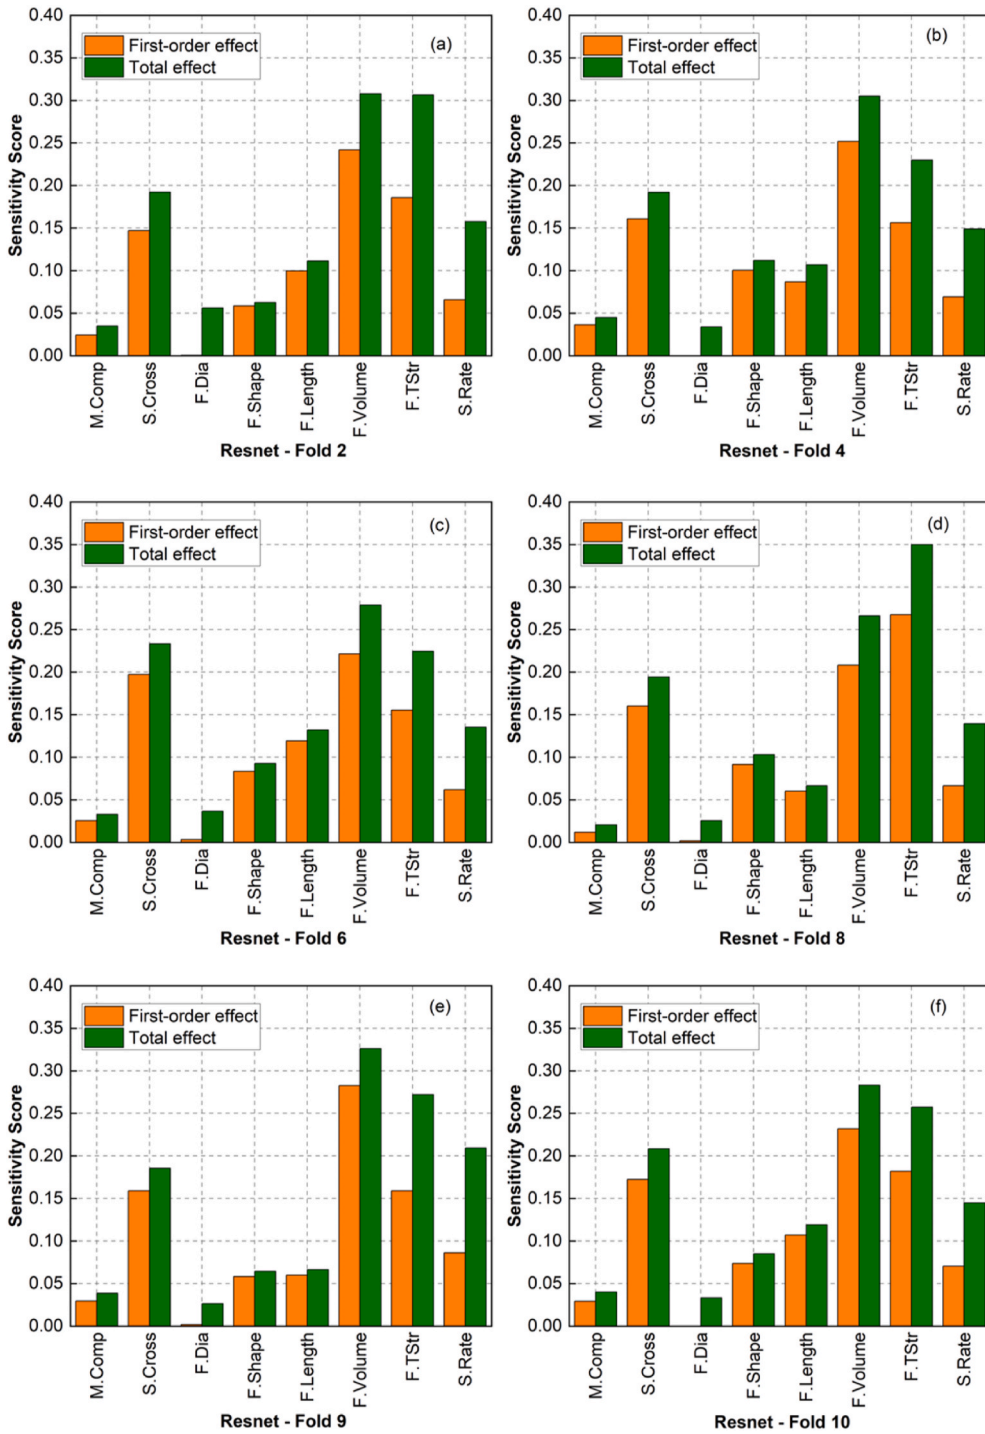 0.40
0.35
0.30
0.25
0.20
0.15
0.10
0.05
0.00
Sensitivity Score
First-order effect
Total effect
(a)
M.Comp
S.Cross
F.Dia
F.Shape
F.Length
F.Volume
F.TStr
S.Rate
Resnet - Fold 2
0.40
0.35
0.30
0.25
0.20
0.15
0.10
0.05
0.00
Sensitivity Score
First-order effect
Total effect
(b)
M.Comp
S.Cross
F.Dia
F.Shape
F.Length
F.Volume
F.TStr
S.Rate
Resnet - Fold 4
0.40
0.35
0.30
0.25
0.20
0.15
0.10
0.05
0.00
Sensitivity Score
First-order effect
Total effect
(c)
M.Comp
S.Cross
F.Dia
F.Shape
F.Length
F.Volume
F.TStr
S.Rate
Resnet - Fold 6
0.40
0.35
0.30
0.25
0.20
0.15
0.10
0.05
0.00
Sensitivity Score
First-order effect
Total effect
(d)
M.Comp
S.Cross
F.Dia
F.Shape
F.Length
F.Volume
F.TStr
S.Rate
Resnet - Fold 8
0.40
0.35
0.30
0.25
0.20
0.15
0.10
0.05
0.00
Sensitivity Score
First-order effect
Total effect
(e)
M.Comp
S.Cross
F.Dia
F.Shape
F.Length
F.Volume
F.TStr
S.Rate
Resnet - Fold 9
0.40
0.35
0.30
0.25
0.20
0.15
0.10
0.05
0.00
Sensitivity Score
First-order effect
Total effect
(f)
M.Comp
S.Cross
F.Dia
F.Shape
F.Length
F.Volume
F.TStr
S.Rate
Resnet - Fold 10